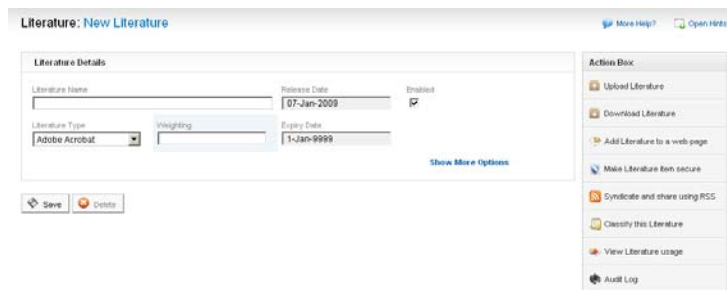 Literature: New Literature
More Help?
Open Hints
Literature Details
Literature Name
Release Date
Enabled
07-Jan-2009
Literature Type
Weighting
Expiry Date
Adobe Acrobat
1-Jan-9999
Show More Options
Save
Delete
Action Box
Upload Literature
Download Literature
Add Literature to a web page
Make Literature item secure
Syndicate and share using RSS
Classify this Literature
View Literature usage
Audit Log